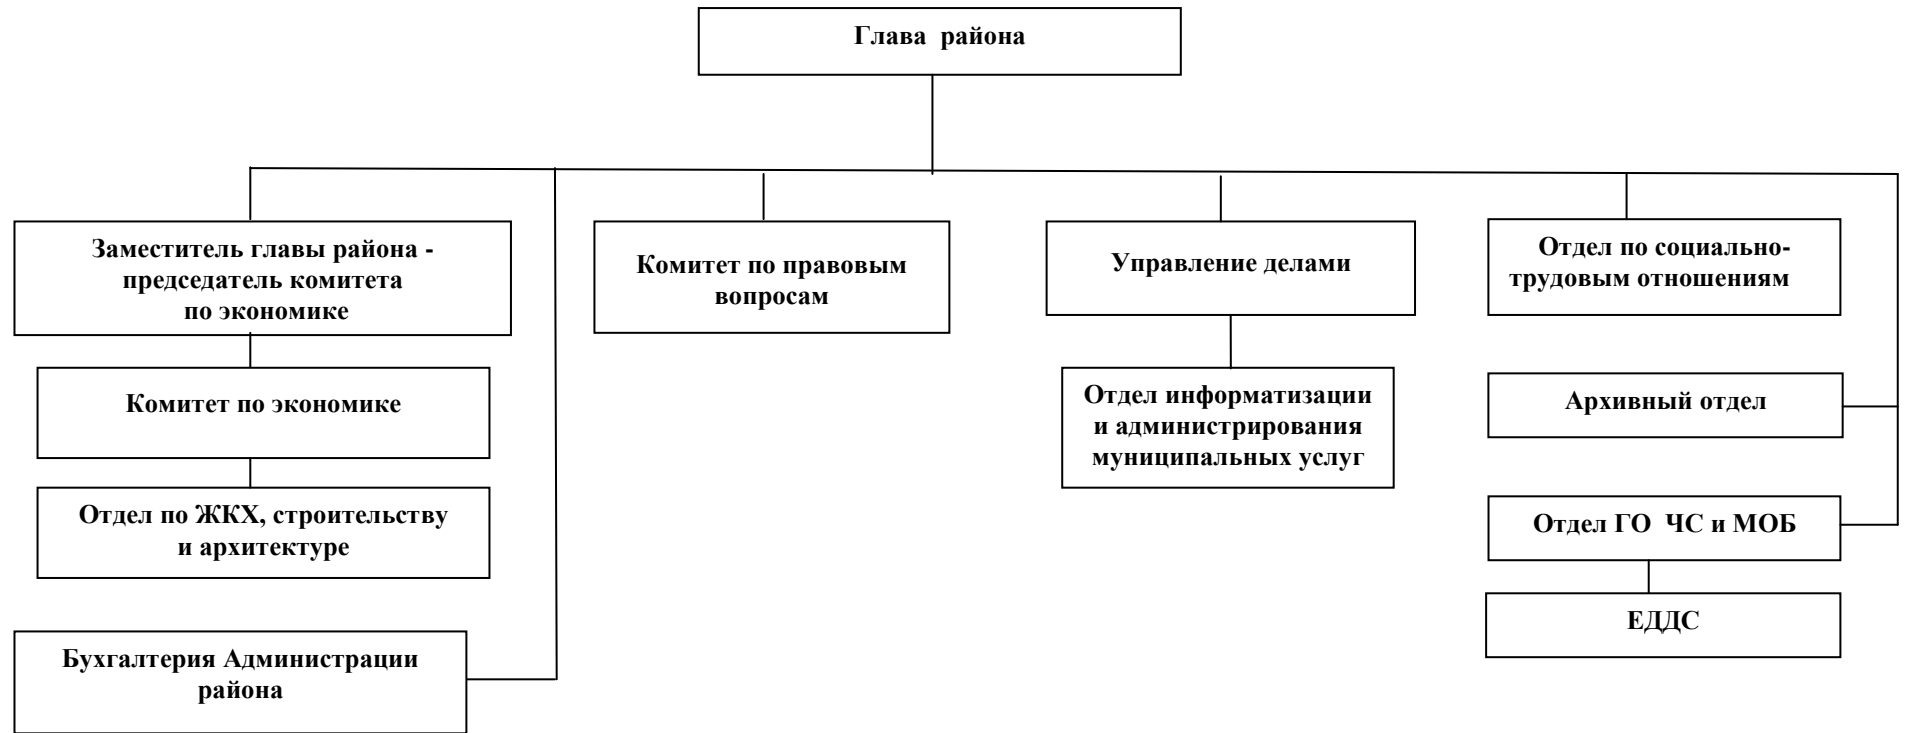 Глава района
Заместитель главы района -
председатель комитета
по экономике
Комитет по правовым
вопросам
Управление делами
Отдел по социально-
трудовым отношениям
Комитет по экономике
Отдел информатизации
и администрирования
муниципальных услуг
Архивный отдел
Отдел по ЖКХ, строительству
и архитектуре
Отдел ГО ЧС и МОБ
ЕДДС
Бухгалтерия Администрации
района